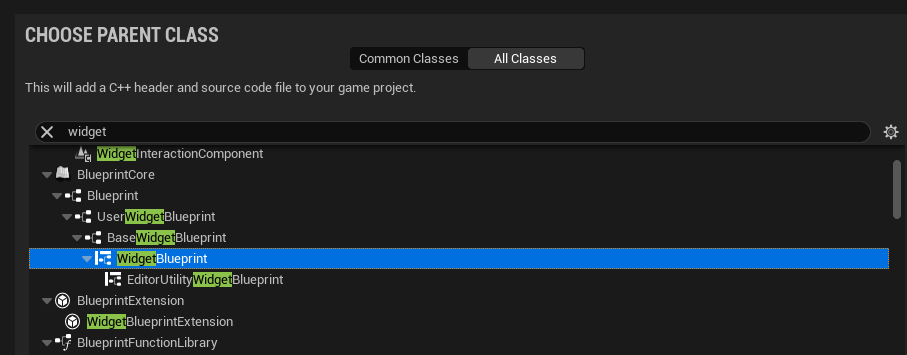 CHOOSE PARENT CLASS
Common Classes All Classes
This will add a C++ header and source code file to your game project.
widget
WidgetInteractionComponent
BlueprintCore
Blueprint
UserWidgetBlueprint
BaseWidgetBlueprint
WidgetBlueprint
EditorUtilityWidgetBlueprint
BlueprintExtension
WidgetBlueprintExtension
BlueprintFunctionLibrary